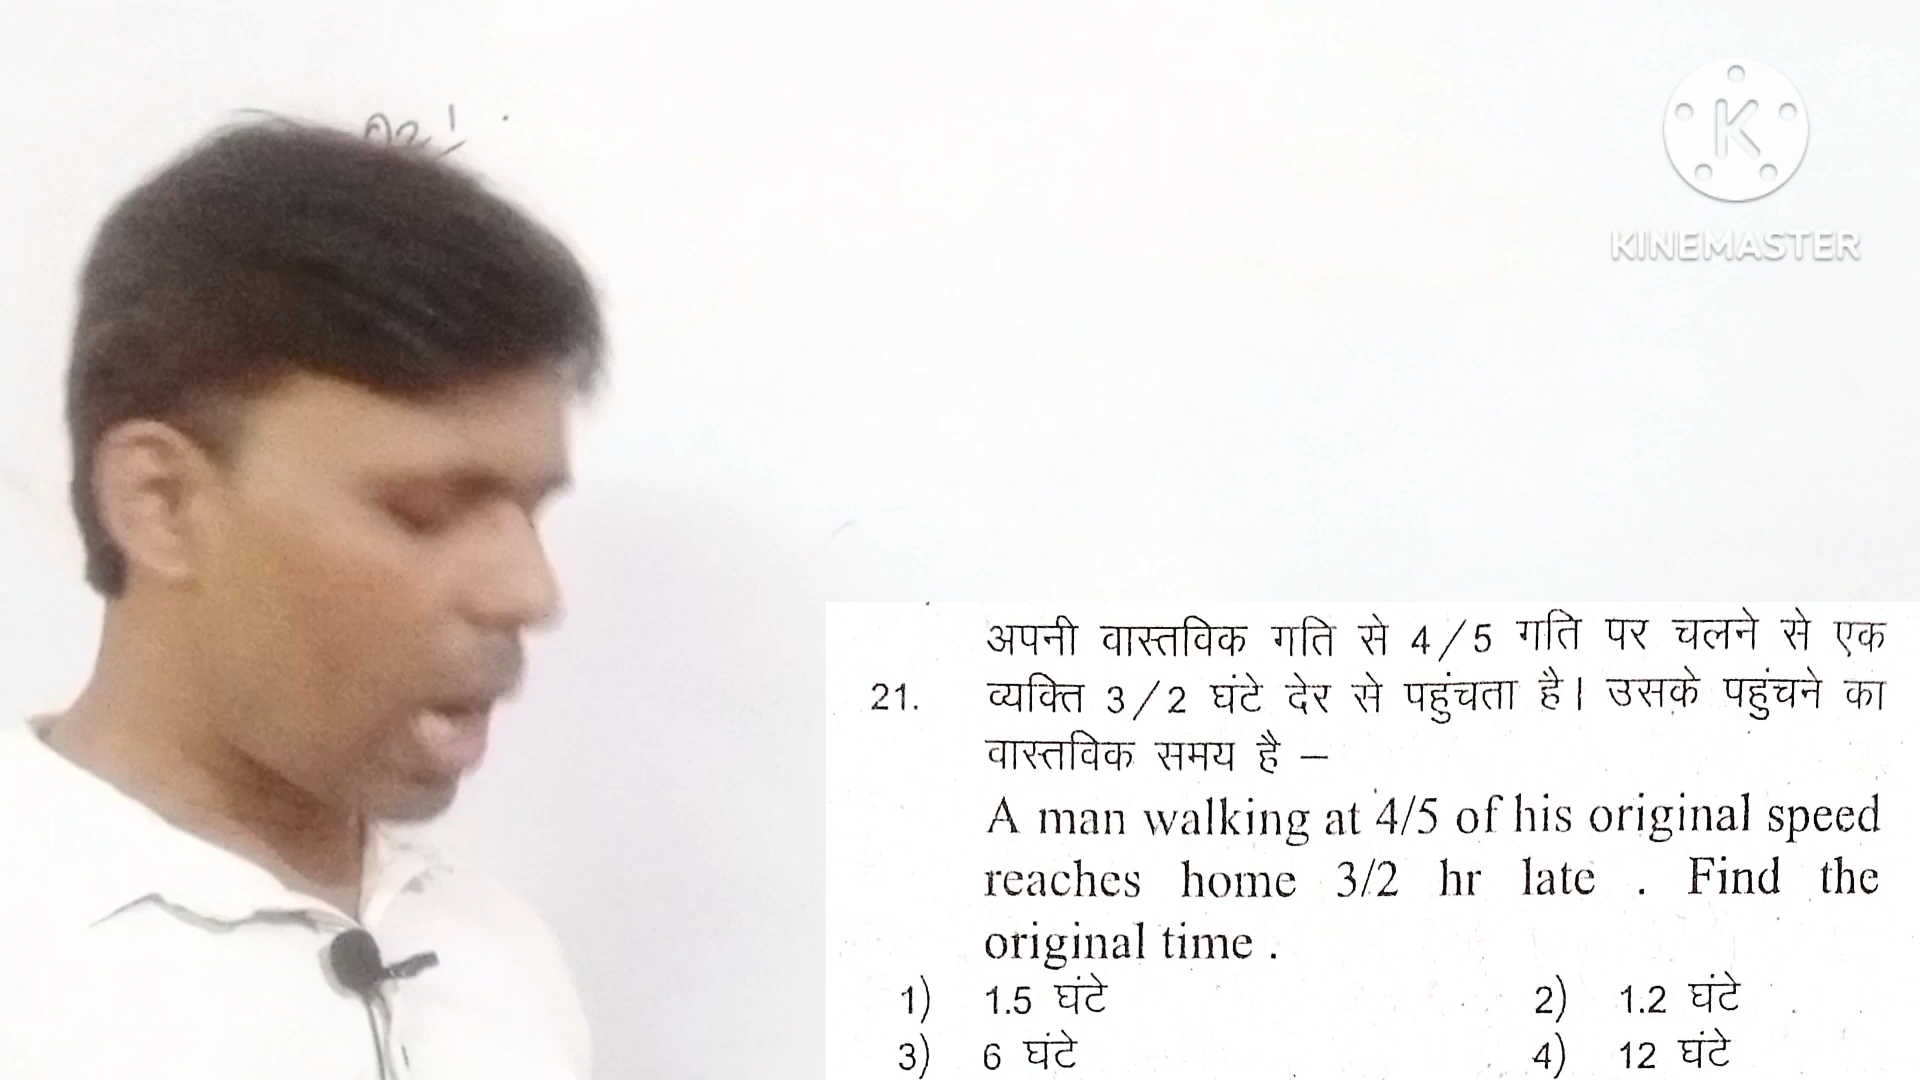 KINEMASTER
अपनी वास्तविक गति से 4/5 गति पर चलने से एक
21. व्यक्ति 3/2 घंटे देर से पहुंचता है। उसके पहुंचने का
वास्तविक समय है –
A man walking at 4/5 of his original speed
reaches home 3/2 hr late . Find the
original time .
1) 1.5 घंटे 2) 1.2 घंटे
3) 6 घंटे 4) 12 घंटे